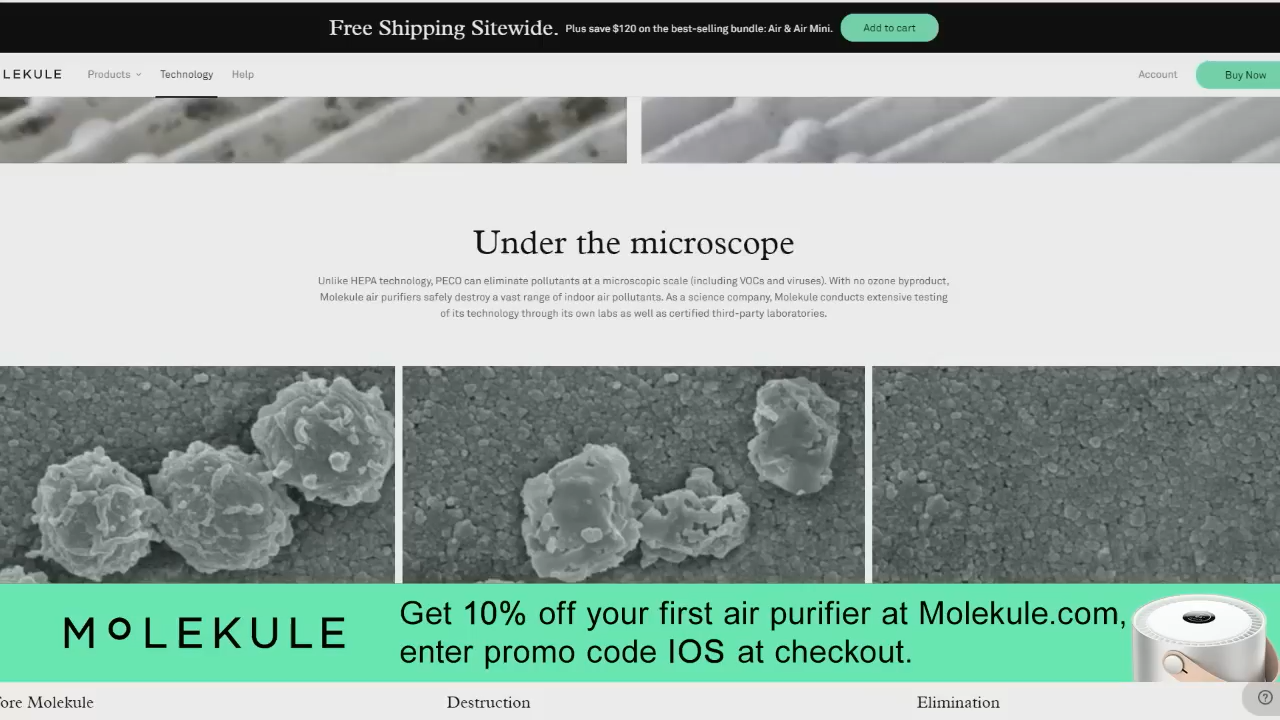 Free Shipping Sitewide. Plus save $120 on the best-selling bundle: Air & Air Mini. Add to cart
LEKULE Products Technology Help Account Buy Now
Under the microscope
Unlike HEPA technology, PECO can eliminate pollutants at a microscopic scale (including VOCs and viruses). With no ozone byproduct,
Molekule air purifiers safely destroy a vast range of indoor air pollutants. As a science company, Molekule conducts extensive testing
of its technology through its own labs as well as certified third-party laboratories.
MOLEKULE
Get 10% off your first air purifier at Molekule.com,
enter promo code IOS at checkout.
fore Molekule Destruction Elimination